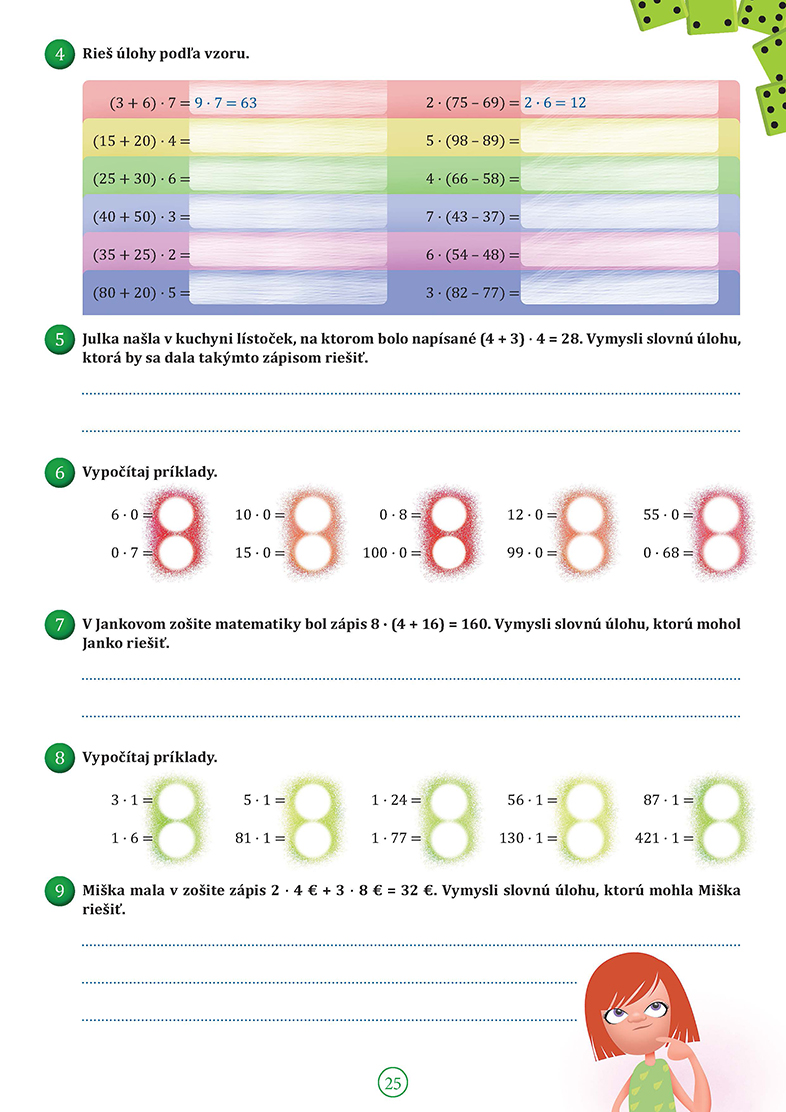 4 Rieš úlohy podľa vzoru.
(3 + 6) · 7 = 9 · 7 = 63 2 · (75 – 69) = 2 · 6 = 12
(15 + 20) · 4 = 5 · (98 – 89) =
(25 + 30) · 6 = 4 · (66 – 58) =
(40 + 50) · 3 = 7 · (43 – 37) =
(35 + 25) · 2 = 6 · (54 – 48) =
(80 + 20) · 5 = 3 · (82 – 77) =
5 Julka našla v kuchyni lístoček, na ktorom bolo napísané (4 + 3) · 4 = 28. Vymysli slovnú úlohu,
ktorá by sa dala takýmto zápisom riešiť.
6 Vypočítaj príklady.
6 · 0 = 10 · 0 = 0 · 8 = 12 · 0 = 55 · 0 =
0 · 7 = 15 · 0 = 100 · 0 = 99 · 0 = 0 · 68 =
7 V Jankovom zošite matematiky bol zápis 8 · (4 + 16) = 160. Vymysli slovnú úlohu, ktorú mohol
Janko riešiť.
8 Vypočítaj príklady.
3 · 1 = 5 · 1 = 1 · 24 = 56 · 1 = 87 · 1 =
1 · 6 = 81 · 1 = 1 · 77 = 130 · 1 = 421 · 1 =
9 Miška mala v zošite zápis 2 · 4 € + 3 · 8 € = 32 €. Vymysli slovnú úlohu, ktorú mohla Miška
riešiť.
25